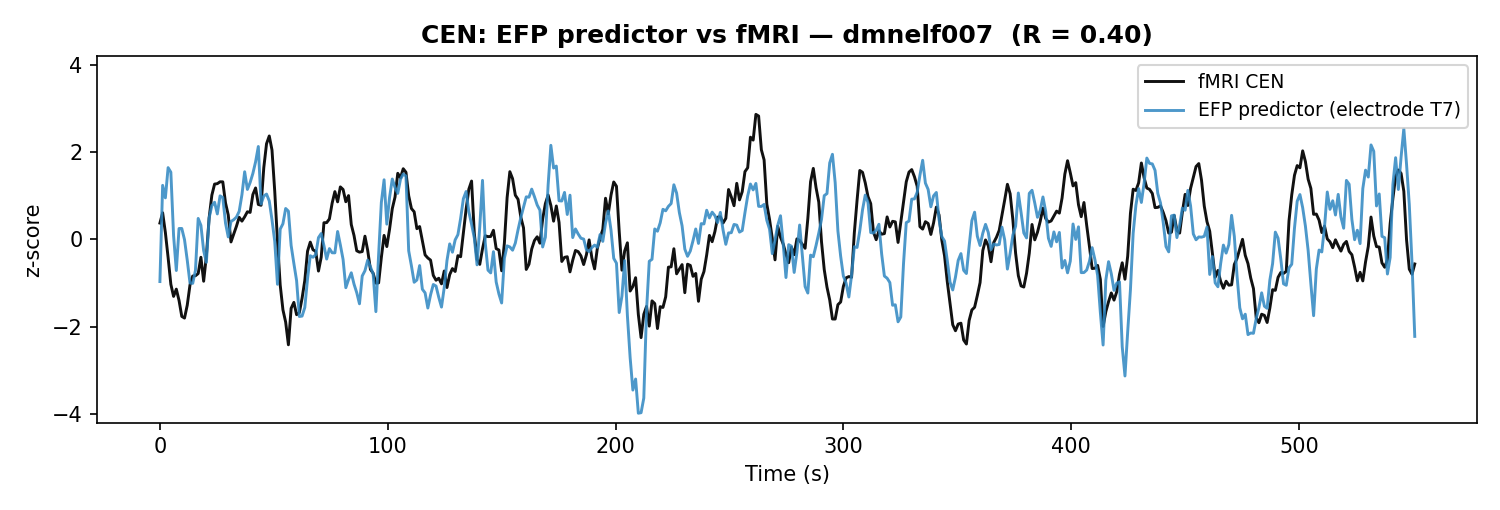 CEN: EFP predictor vs fMRI — dmnelf007  (R = 0.40)
fMRI CEN
EFP predictor (electrode T7)
z-score
4
2
0
−2
−4
0 100 200 300 400 500
Time (s)